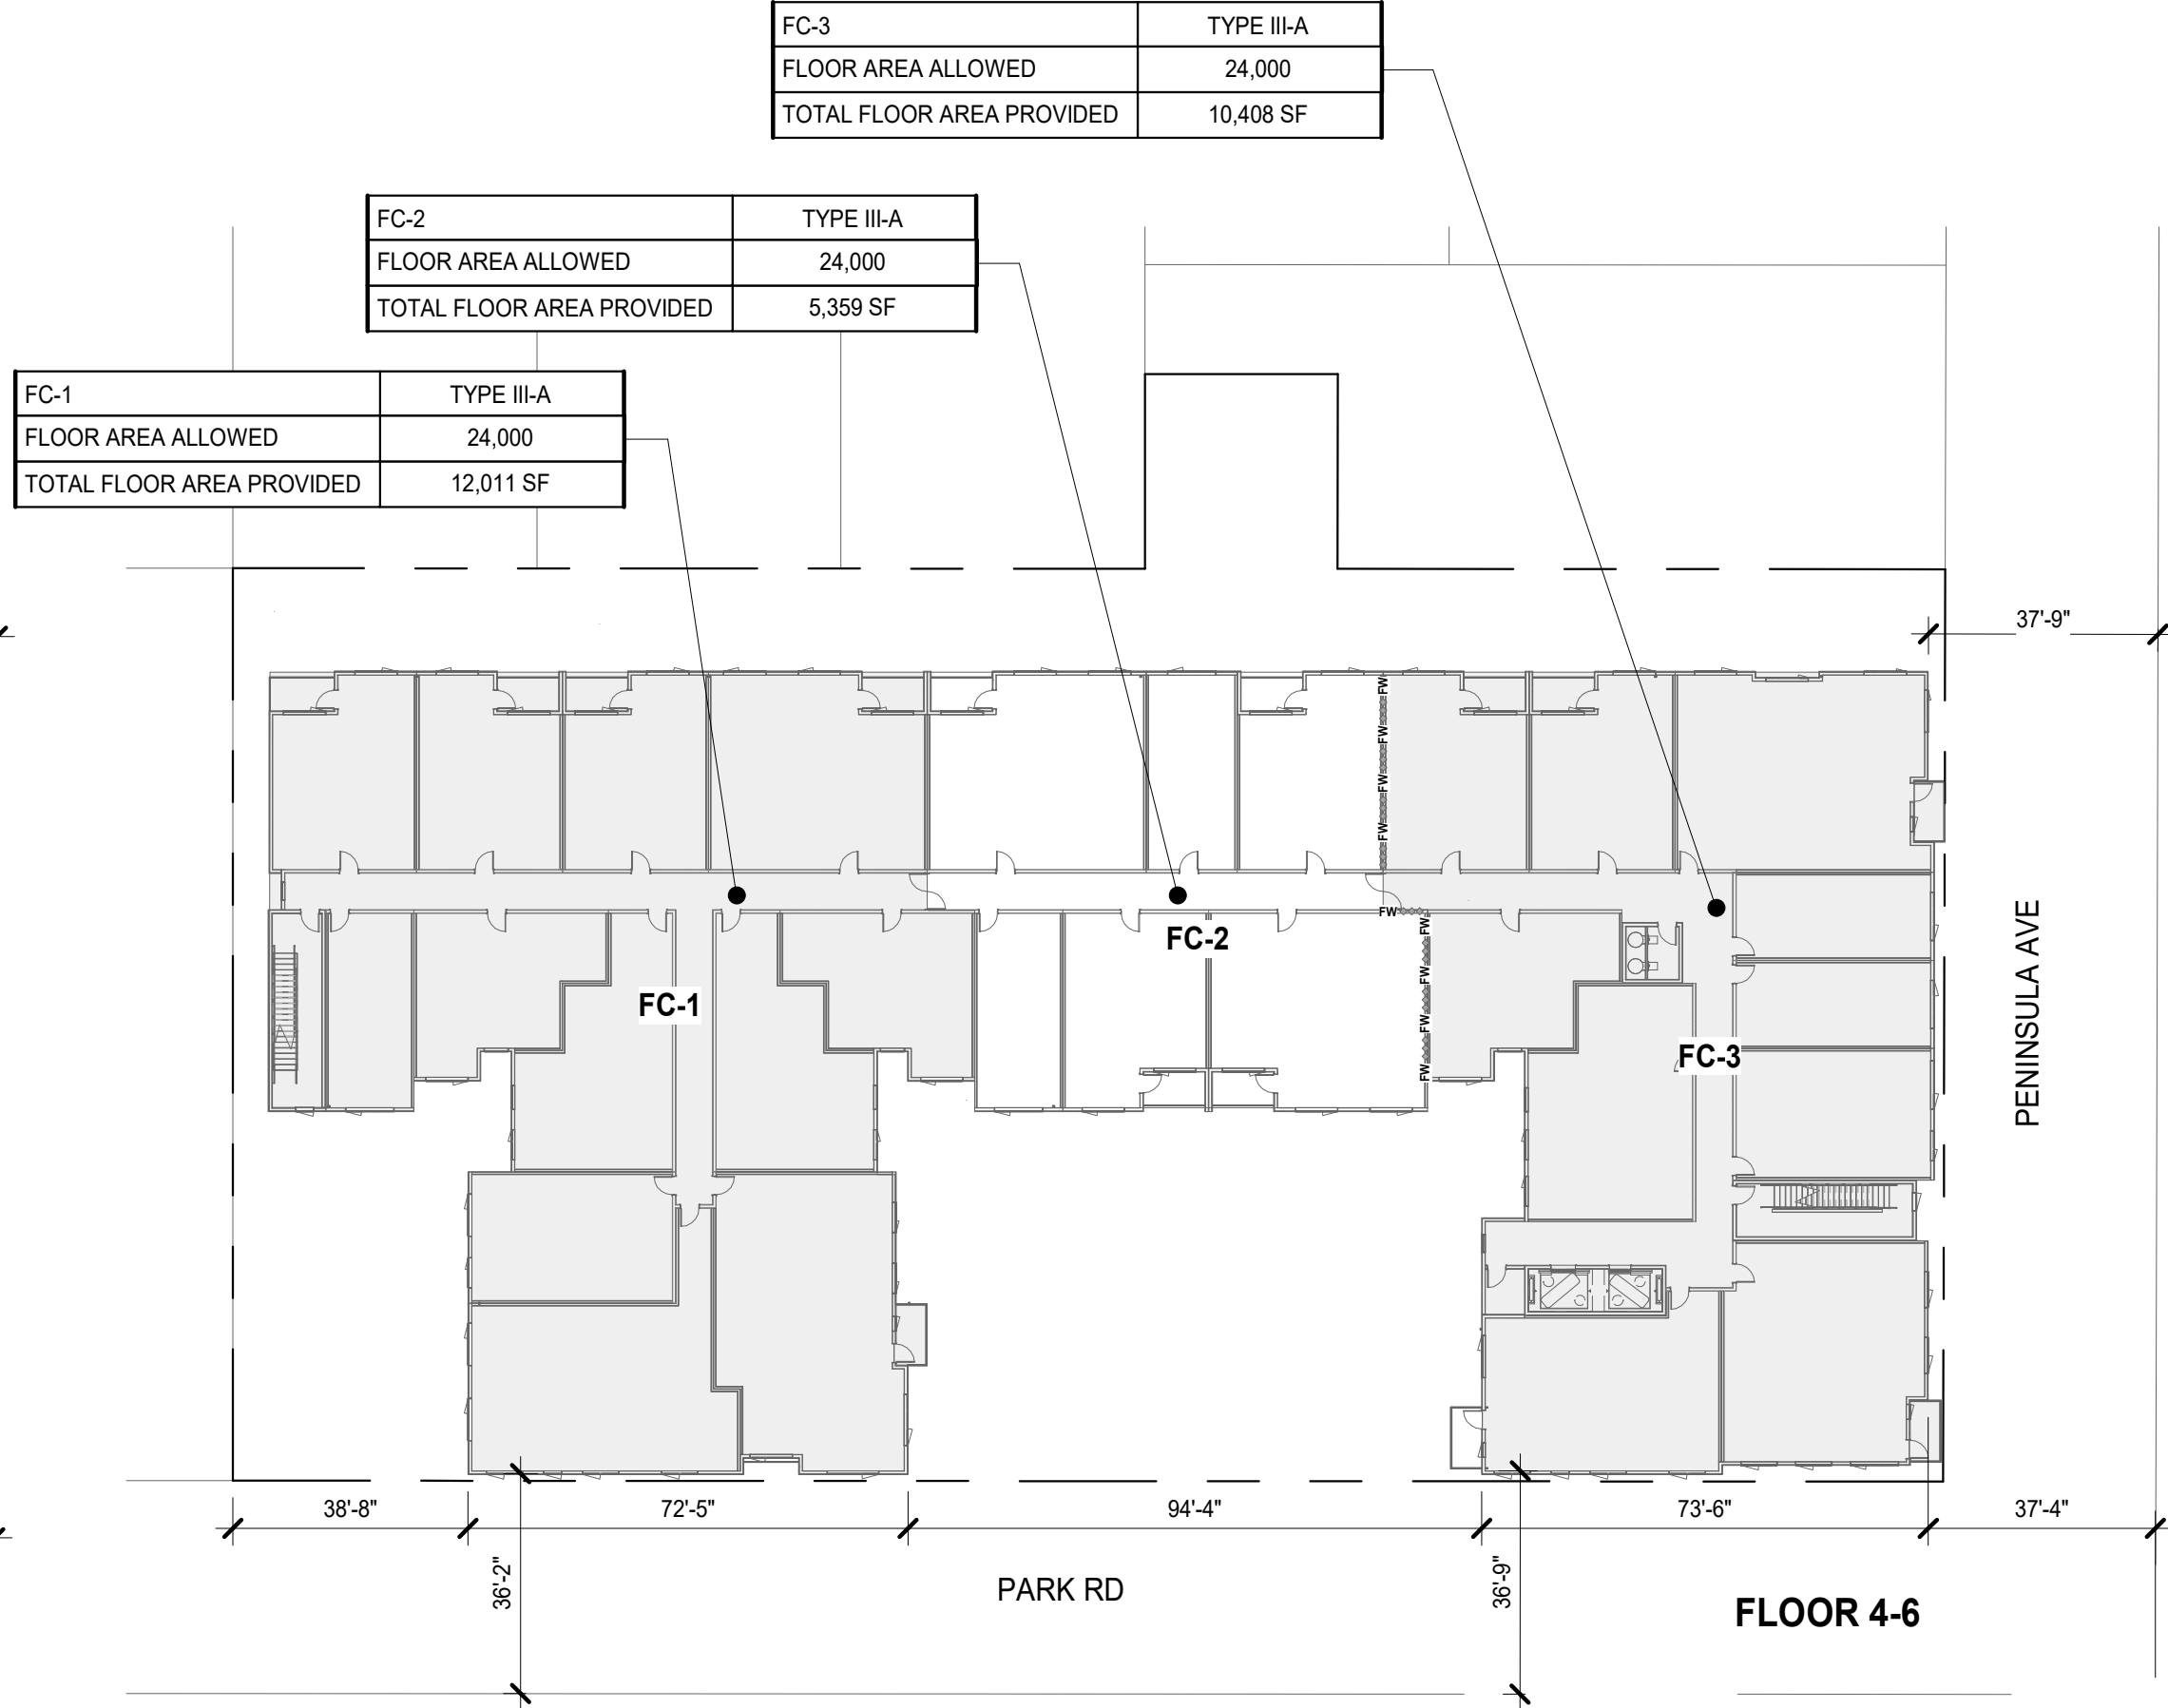 FC-3 TYPE III-A
FLOOR AREA ALLOWED 24,000
TOTAL FLOOR AREA PROVIDED 10,408 SF
FC-2 TYPE III-A
FLOOR AREA ALLOWED 24,000
TOTAL FLOOR AREA PROVIDED 5,359 SF
FC-1 TYPE III-A
FLOOR AREA ALLOWED 24,000
TOTAL FLOOR AREA PROVIDED 12,011 SF
37'-9"
FW
FW
FW
FW
FW
FW
FW
FW
FW
FC-2
FC-1
FC-3
PENINSULA AVE
38'-8" 72'-5" 94'-4" 73'-6" 37'-4"
36'-2"
36'-9"
PARK RD
FLOOR 4-6